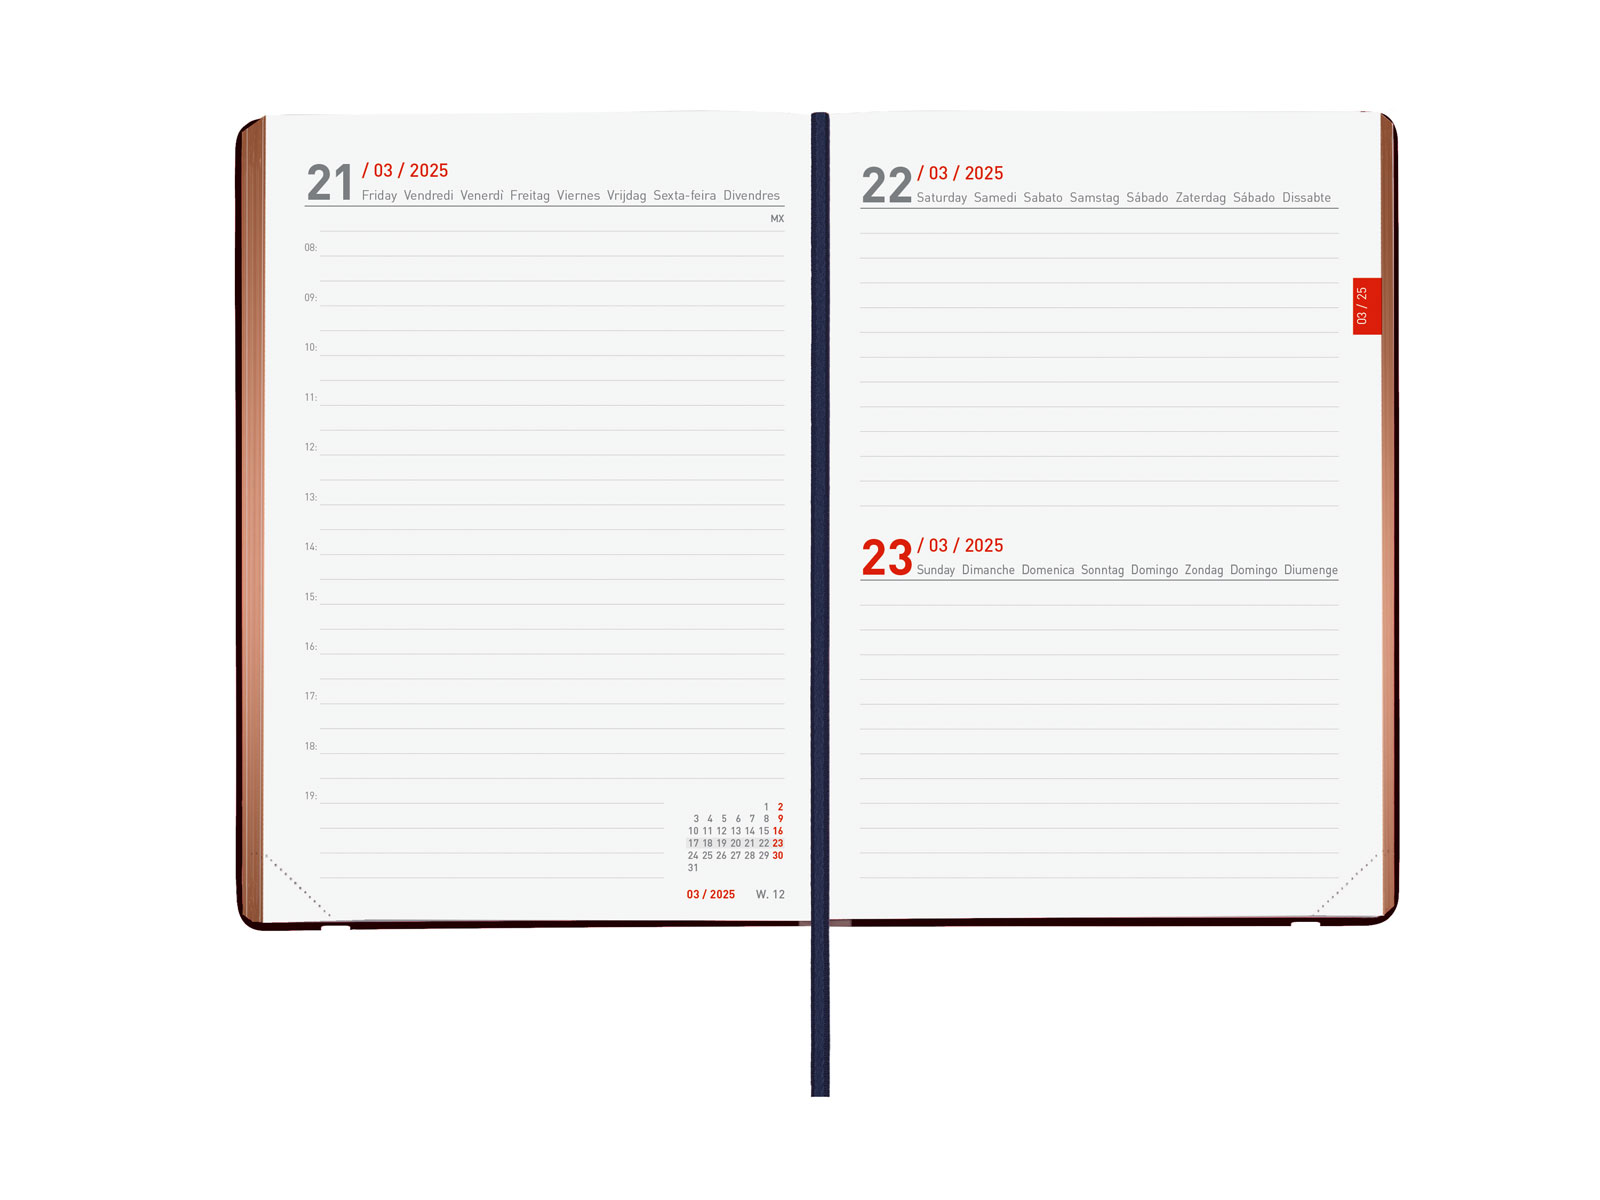 21 / 03 / 2025
Friday Vendredi Venerdì Freitag Viernes Vrijdag Sexta-feira Divendres
MX
08:
09:
10:
11:
12:
13:
14:
15:
16:
17:
18:
19:
1 2
3 4 5 6 7 8 9
10 11 12 13 14 15 16
17 18 19 20 21 22 23
24 25 26 27 28 29 30
31
03 / 2025 W. 12
22 / 03 / 2025
Saturday Samedi Sabato Samstag Sábado Zaterdag Sábado Dissabte
03 / 25
23 / 03 / 2025
Sunday Dimanche Domenica Sonntag Domingo Zondag Domingo Diumenge